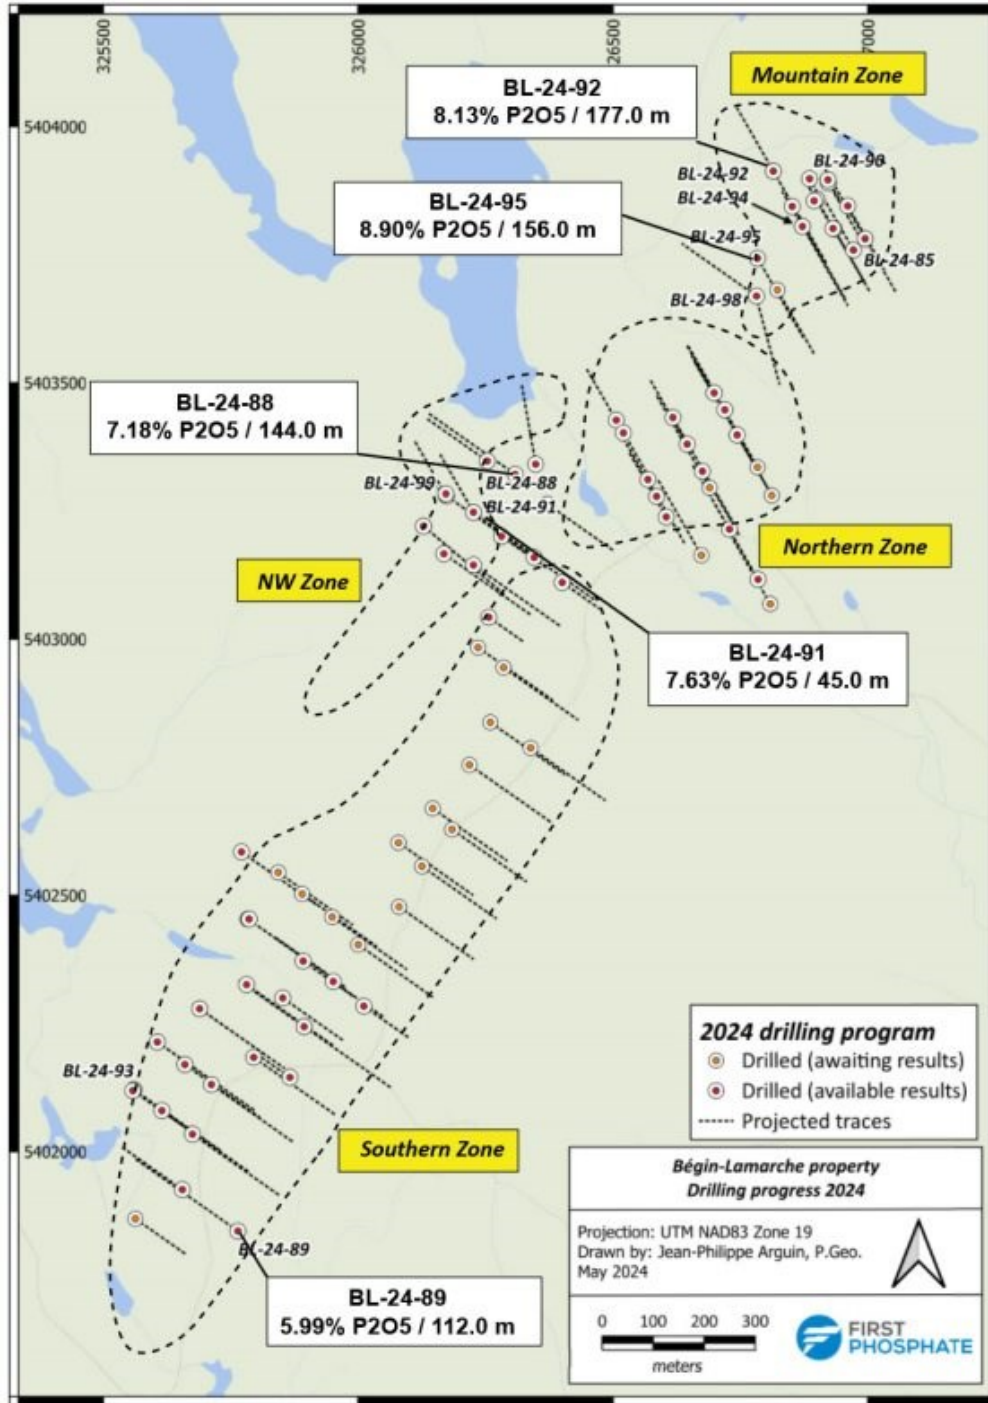 325500
326000
326500
7000
5404000
5403500
5403000
5402500
5402000
Mountain Zone
BL-24-92
8.13% P2O5 / 177.0 m
BL-24-90
BL-24-92
BL-24-94
BL-24-95
8.90% P2O5 / 156.0 m
BL-24-95
BL-24-85
BL-24-98
BL-24-88
7.18% P2O5 / 144.0 m
BL-24-99
BL-24-88
BL-24-91
Northern Zone
NW Zone
BL-24-91
7.63% P2O5 / 45.0 m
BL-24-93
Southern Zone
BL-24-89
BL-24-89
5.99% P2O5 / 112.0 m
2024 drilling program
Drilled (awaiting results)
Drilled (available results)
Projected traces
Bégin-Lamarche property
Drilling progress 2024
Projection: UTM NAD83 Zone 19
Drawn by: Jean-Philippe Arguin, P.Geo.
May 2024
0 100 200 300
meters
FIRST
PHOSPHATE